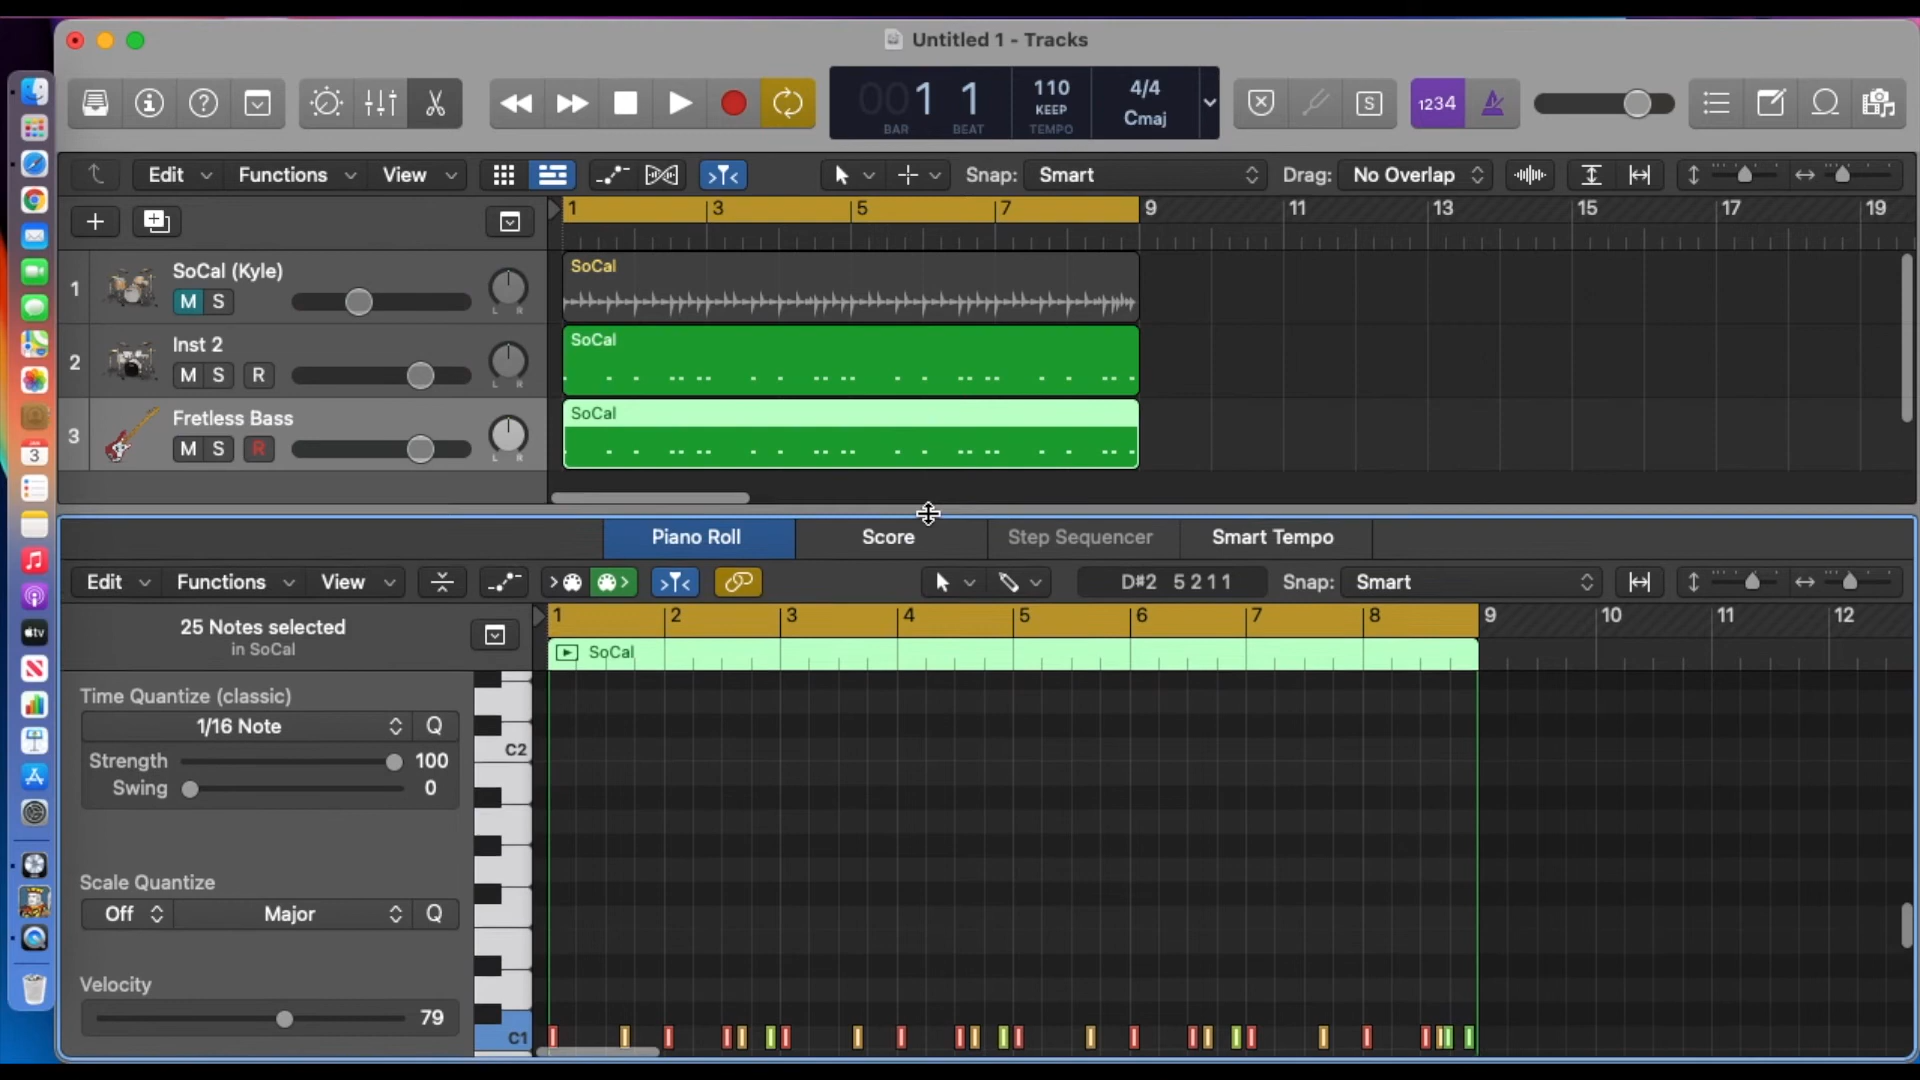 Untitled 1 - Tracks
001 1
BAR BEAT
110
KEEP
TEMPO
4/4
Cmaj
S
1234
Edit Functions View
Snap: Smart
Drag: No Overlap
1 3 5 7 9 11 13 15 17 19
1
SoCal (Kyle)
M S
L R
SoCal
2
Inst 2
M S R
L R
SoCal
3
Fretless Bass
M S R
L R
SoCal
Piano Roll
Score
Step Sequencer
Smart Tempo
Edit Functions View
D#2 5 2 1 1
Snap: Smart
25 Notes selected
in SoCal
1 2 3 4 5 6 7 8 9 10 11 12
SoCal
Time Quantize (classic)
1/16 Note Q
Strength 100
Swing 0
Scale Quantize
Off Major Q
Velocity
79
C2
C1
3
tv